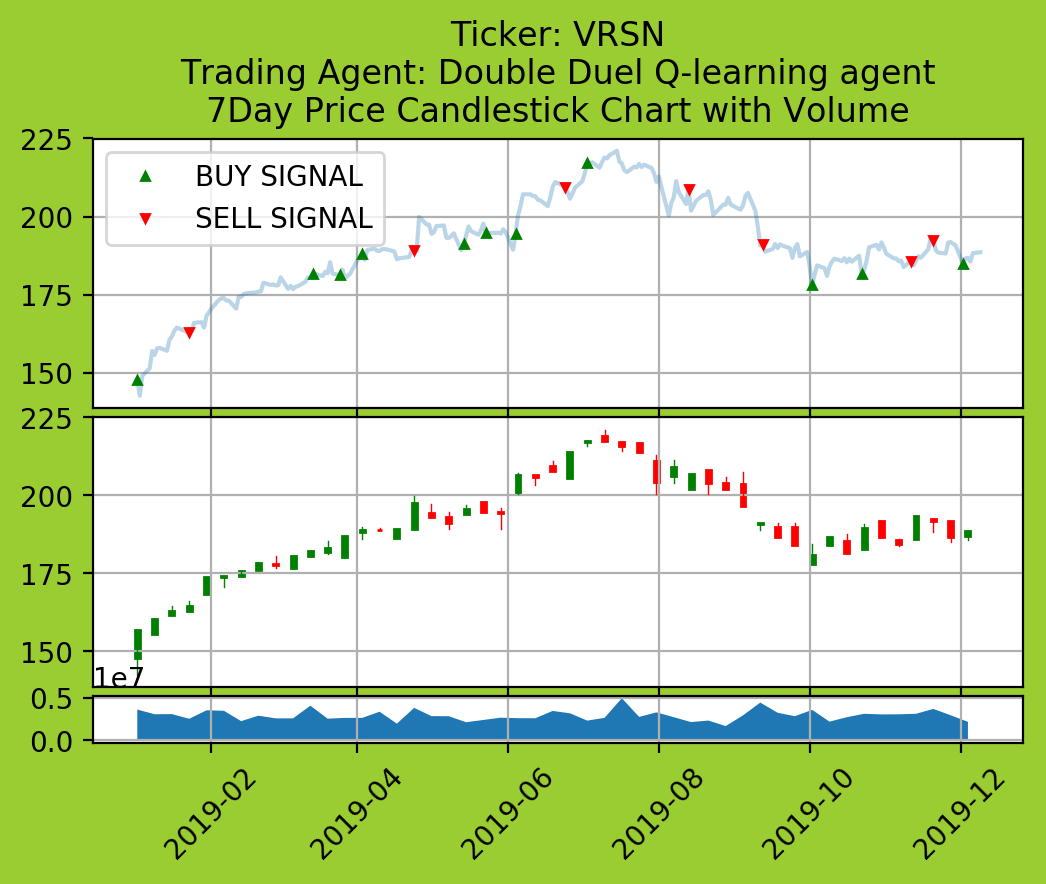 Ticker: VRSN
Trading Agent: Double Duel Q-learning agent
7Day Price Candlestick Chart with Volume
225
BUY SIGNAL
SELL SIGNAL
200
175
150
225
200
175
150
1e7
0.5
0.0
2019-02
2019-04
2019-06
2019-08
2019-10
2019-12